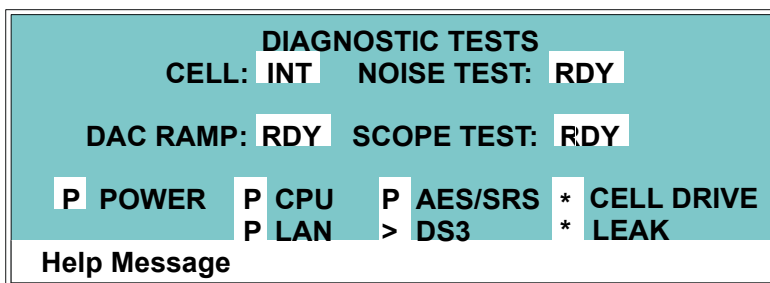 DIAGNOSTIC TESTS
CELL: INT NOISE TEST: RDY
DAC RAMP: RDY SCOPE TEST: RDY
P POWER P CPU P AES/SRS * CELL DRIVE
P LAN > DS3 * LEAK
Help Message